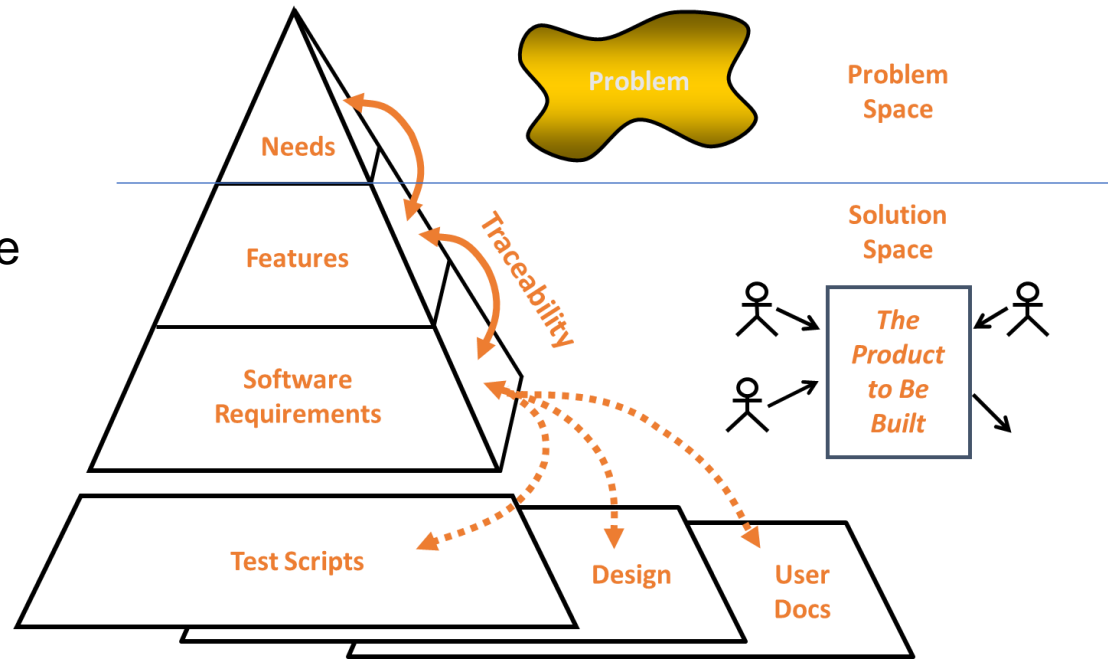 Problem
Problem
Space
Needs
e
Solution
Space
Traceability
Features
The
Product
to Be
Built
Software
Requirements
Test Scripts
Design
User
Docs